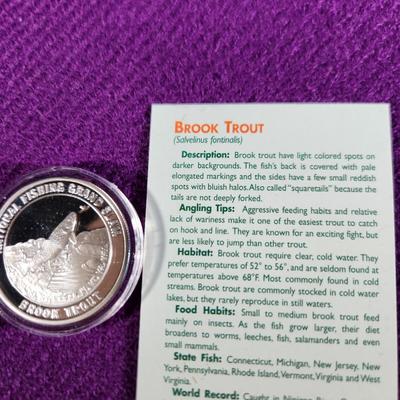 BROOK TROUT
(Salvelinus fontinalis)
Description: Brook trout have light colored spots on
darker backgrounds. The fish's back is covered with pale
elongated markings and the sides have a few small reddish
spots with bluish halos. Also called "squaretails" because the
tails are not deeply forked.
Angling Tips: Aggressive feeding habits and relative
lack of wariness make it one of the easiest trout to catch
on hook and line. They are known for an exciting fight, but
are less likely to jump than other trout.
Habitat: Brook trout require clear, cold water. They
prefer temperatures of 52° to 56°, and are seldom found at
temperatures above 68°F. Most commonly found in cold
streams. Brook trout are commonly stocked in cold water
lakes, but they rarely reproduce in still waters.
Food Habits: Small to medium brook trout feed
mainly on insects. As the fish grow larger, their diet
broadens to worms, leeches, fish, salamanders and even
small mammals.
State Fish: Connecticut, Michigan, New Jersey, New
York, Pennsylvania, Rhode Island, Vermont, Virginia and West
Virginia.
World Record: Caught in Nipigon River
FISHING GRAND SLAM
BROOK TROUT